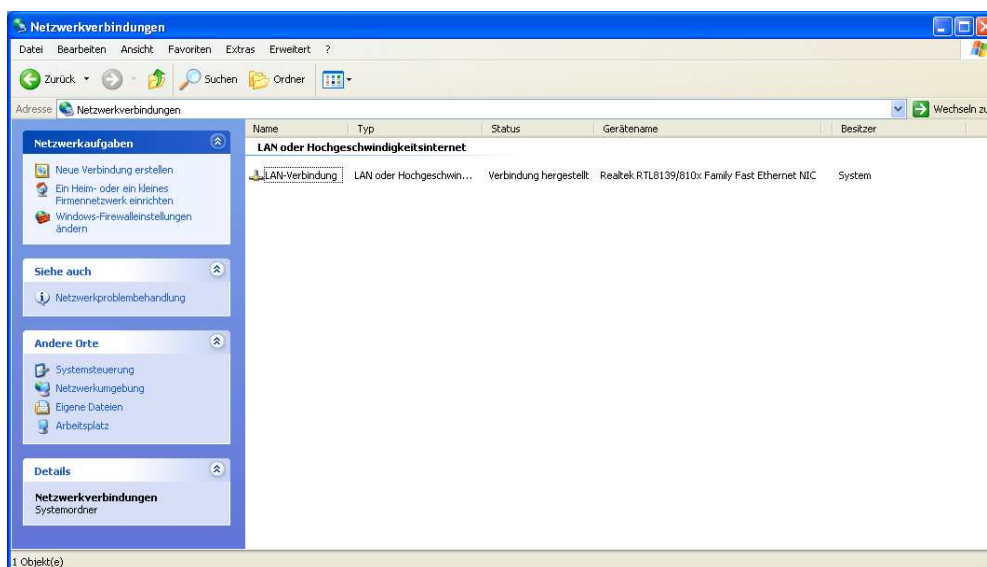 Netzwerkverbindungen
Datei Bearbeiten Ansicht Favoriten Extras Erweitert ?
Zurück Suchen Ordner
Adresse Netzwerkverbindungen Wechseln zu
Netzwerkaufgaben
Neue Verbindung erstellen
Ein Heim- oder ein kleines
Firmennetzwerk einrichten
Windows-Firewalleinstellungen
ändern
Siehe auch
Netzwerkproblembehandlung
Andere Orte
Systemsteuerung
Netzwerkumgebung
Eigene Dateien
Arbeitsplatz
Details
Netzwerkverbindungen
Systemordner
Name Typ Status Gerätename Besitzer
LAN oder Hochgeschwindigkeitsinternet
LAN-Verbindung LAN oder Hochgeschwin... Verbindung hergestellt Realtek RTL8139/810x Family Fast Ethernet NIC System
1 Objekt(e)